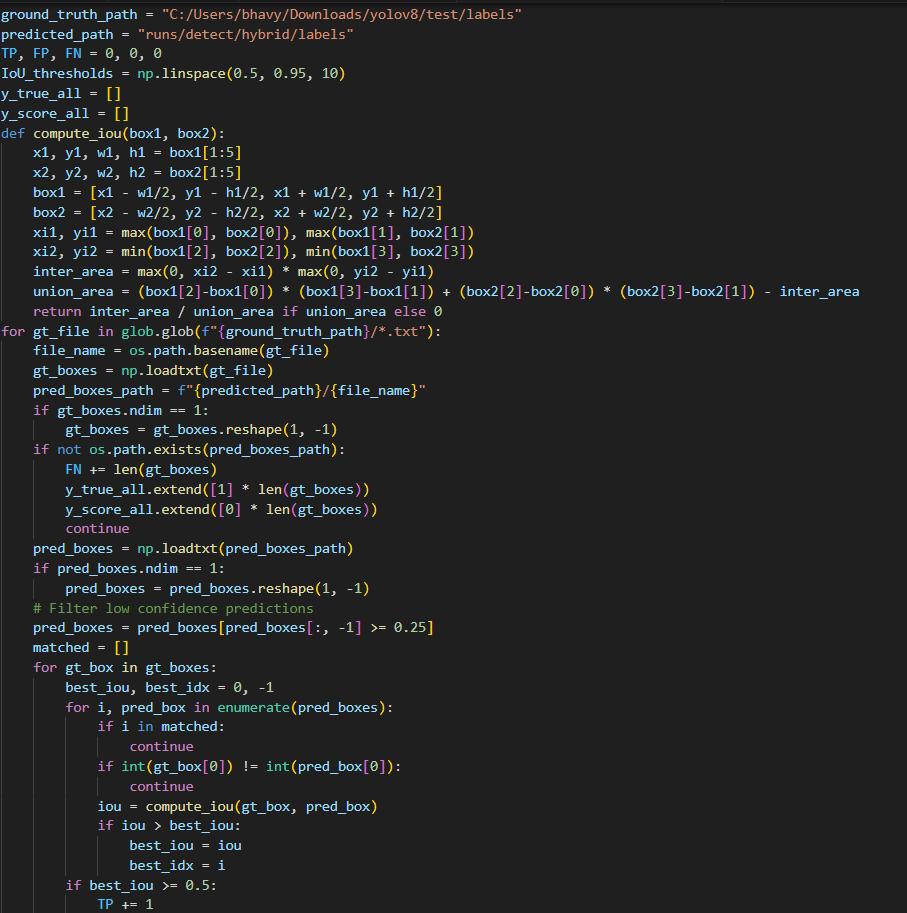 ground_truth_path = "C:/Users/bhavy/Downloads/yolov8/test/labels"
predicted_path = "runs/detect/hybrid/labels"
TP, FP, FN = 0, 0, 0
IoU_thresholds = np.linspace(0.5, 0.95, 10)
y_true_all = []
y_score_all = []
def compute_iou(box1, box2):
    x1, y1, w1, h1 = box1[1:5]
    x2, y2, w2, h2 = box2[1:5]
    box1 = [x1 - w1/2, y1 - h1/2, x1 + w1/2, y1 + h1/2]
    box2 = [x2 - w2/2, y2 - h2/2, x2 + w2/2, y2 + h2/2]
    xi1, yi1 = max(box1[0], box2[0]), max(box1[1], box2[1])
    xi2, yi2 = min(box1[2], box2[2]), min(box1[3], box2[3])
    inter_area = max(0, xi2 - xi1) * max(0, yi2 - yi1)
    union_area = (box1[2]-box1[0]) * (box1[3]-box1[1]) + (box2[2]-box2[0]) * (box2[3]-box2[1]) - inter_area
    return inter_area / union_area if union_area else 0
for gt_file in glob.glob(f"{ground_truth_path}/*.txt"):
    file_name = os.path.basename(gt_file)
    gt_boxes = np.loadtxt(gt_file)
    pred_boxes_path = f"{predicted_path}/{file_name}"
    if gt_boxes.ndim == 1:
        gt_boxes = gt_boxes.reshape(1, -1)
    if not os.path.exists(pred_boxes_path):
        FN += len(gt_boxes)
        y_true_all.extend([1] * len(gt_boxes))
        y_score_all.extend([0] * len(gt_boxes))
        continue
    pred_boxes = np.loadtxt(pred_boxes_path)
    if pred_boxes.ndim == 1:
        pred_boxes = pred_boxes.reshape(1, -1)
    # Filter low confidence predictions
    pred_boxes = pred_boxes[pred_boxes[:, -1] >= 0.25]
    matched = []
    for gt_box in gt_boxes:
        best_iou, best_idx = 0, -1
        for i, pred_box in enumerate(pred_boxes):
            if i in matched:
                continue
            if int(gt_box[0]) != int(pred_box[0]):
                continue
            iou = compute_iou(gt_box, pred_box)
            if iou > best_iou:
                best_iou = iou
                best_idx = i
        if best_iou >= 0.5:
            TP += 1